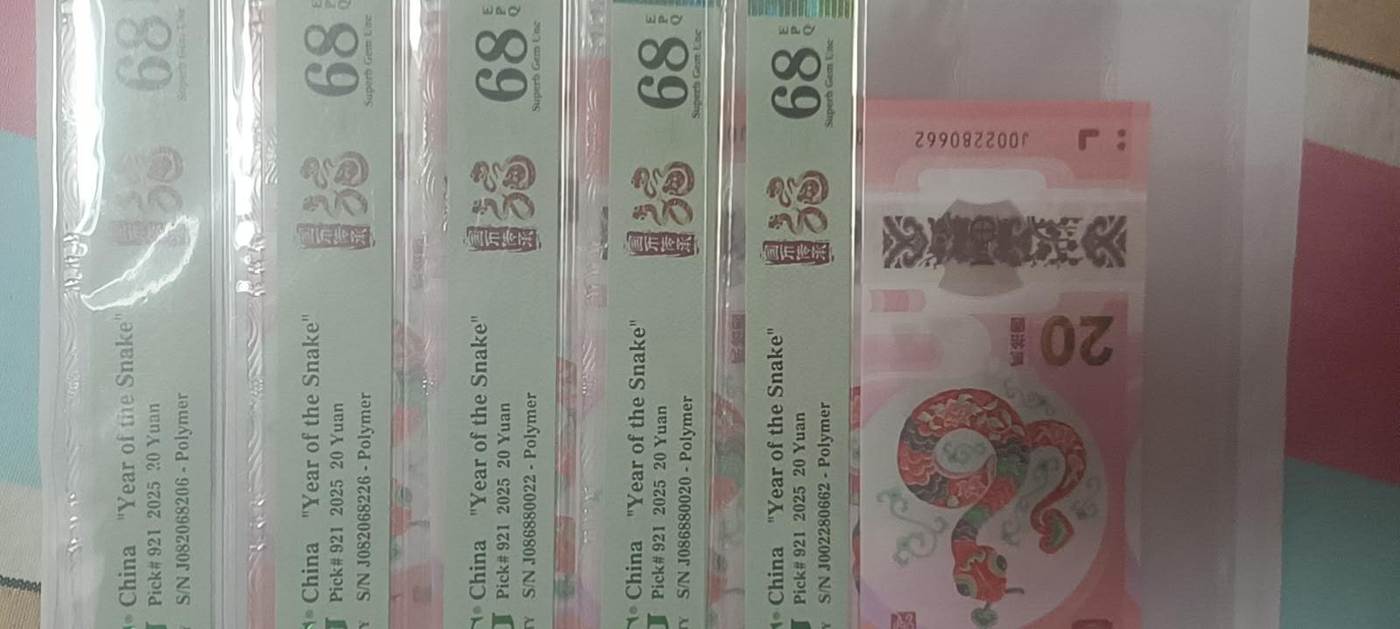 China "Year of the Snake"
Pick# 921 2025 20 Yuan
S/N J082068206 - Polymer
68
Superb Gem Unc
China "Year of the Snake"
Pick# 921 2025 20 Yuan
S/N J082068226 - Polymer
68
Superb Gem Unc
China "Year of the Snake"
Pick# 921 2025 20 Yuan
S/N J086880022 - Polymer
68 EPQ
Superb Gem Unc
China "Year of the Snake"
Pick# 921 2025 20 Yuan
S/N J086880020 - Polymer
68 EPQ
Superb Gem Unc
China "Year of the Snake"
Pick# 921 2025 20 Yuan
S/N J002280662 - Polymer
68 EPQ
Superb Gem Unc
J002280662
20